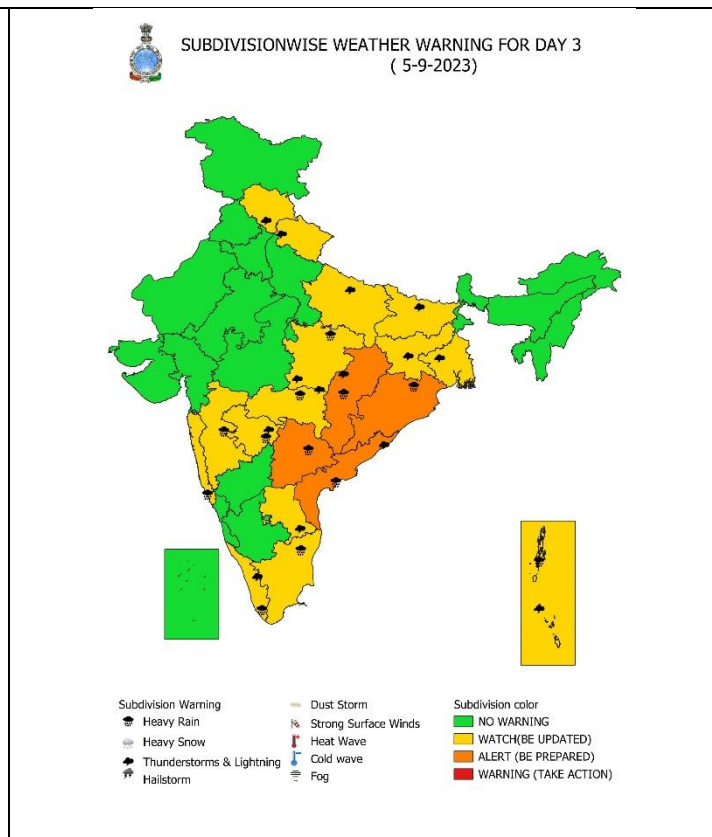 SUBDIVISIONWISE WEATHER WARNING FOR DAY 3
( 5-9-2023)
Subdivision Warning
Heavy Rain
Heavy Snow
Thunderstorms & Lightning
Hailstorm
Dust Storm
Strong Surface Winds
Heat Wave
Cold wave
Fog
Subdivision color
NO WARNING
WATCH(BE UPDATED)
ALERT (BE PREPARED)
WARNING (TAKE ACTION)